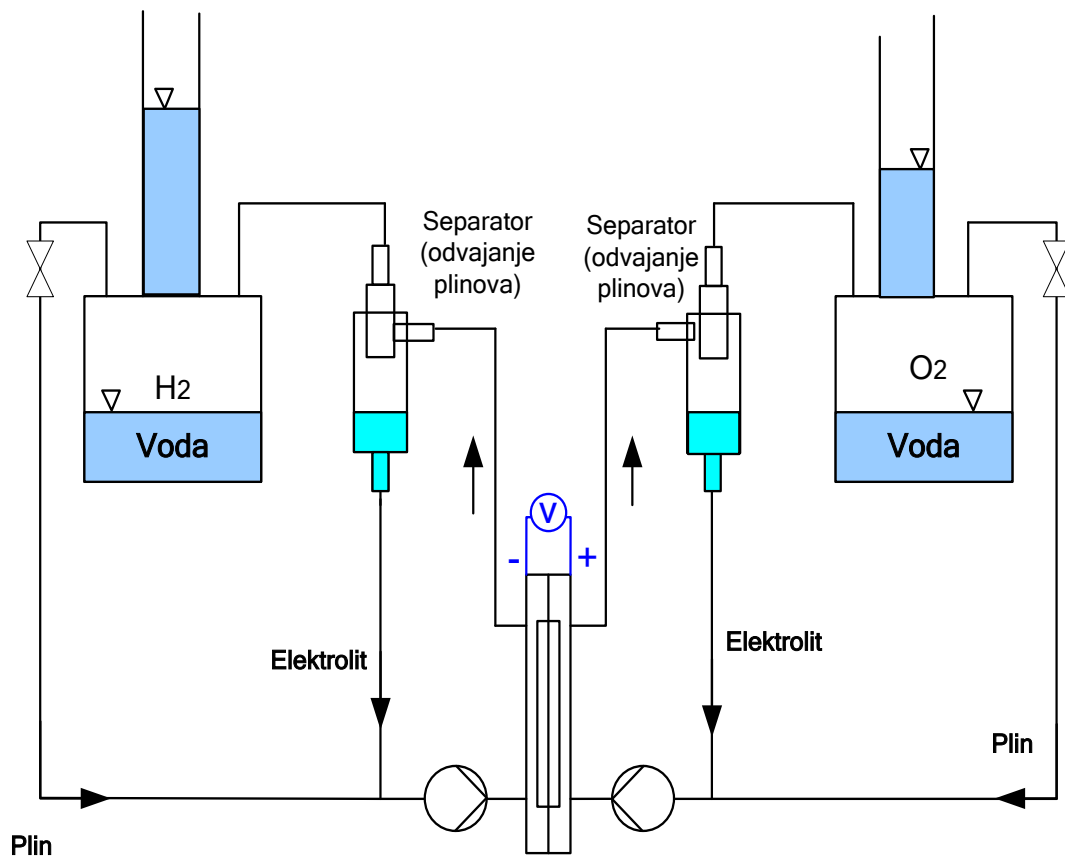 Separator
(odvajanje
plinova)
Separator
(odvajanje
plinova)
H2
O2
Voda
Voda
V
- +
Elektrolit
Elektrolit
Plin
Plin